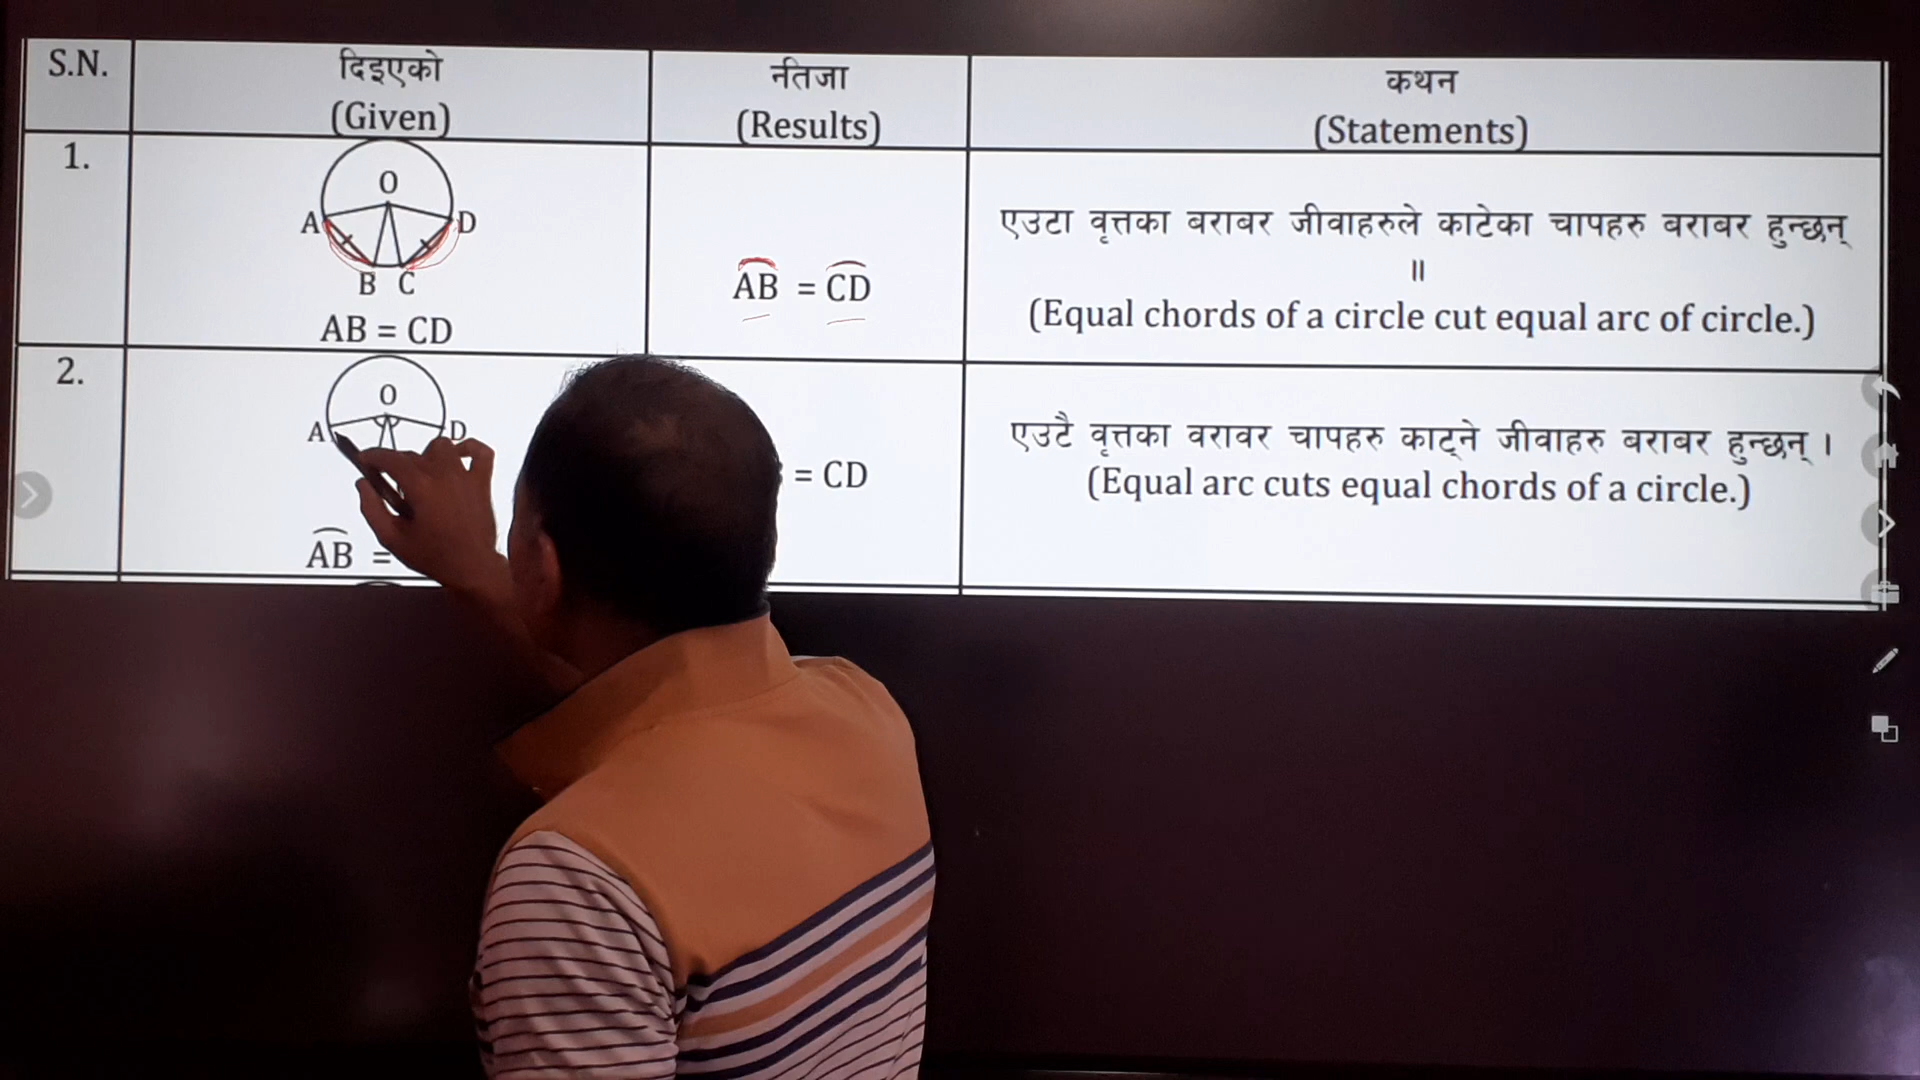 S.N.
दिइएको
(Given)
र्नतिजा
(Results)
कथन
(Statements)
1.
O
A
D
B C
AB = CD
AB = CD
एउटा वृत्तका बराबर जीवाहरुले काटेका चापहरु बराबर हुन्छन्
॥
(Equal chords of a circle cut equal arc of circle.)
2.
O
A
D
AB =
= CD
एउटै वृत्तका वरावर चापहरु काट्ने जीवाहरु बराबर हुन्छन् ।
(Equal arc cuts equal chords of a circle.)